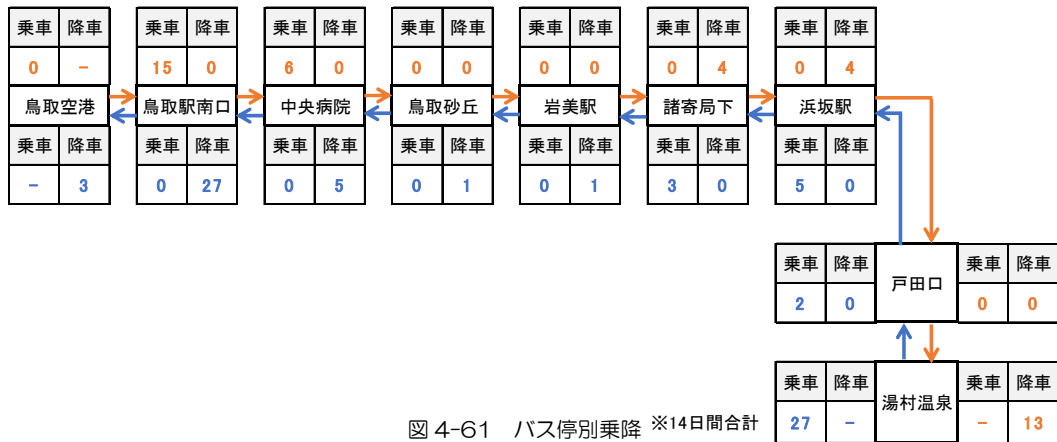 乗車 降車 乗車 降車 乗車 降車 乗車 降車 乗車 降車 乗車 降車 乗車 降車
0 - 15 0 6 0 0 0 0 0 0 4 0 4
鳥取空港 鳥取駅南口 中央病院 鳥取砂丘 岩美駅 諸寄局下 浜坂駅
乗車 降車 乗車 降車 乗車 降車 乗車 降車 乗車 降車 乗車 降車 乗車 降車
- 3 0 27 0 5 0 1 0 1 3 0 5 0
乗車 降車 戸田口 乗車 降車
2 0 0 0
乗車 降車 湯村温泉 乗車 降車
27 - - 13
図 4-61 バス停別乗降 ※14日間合計